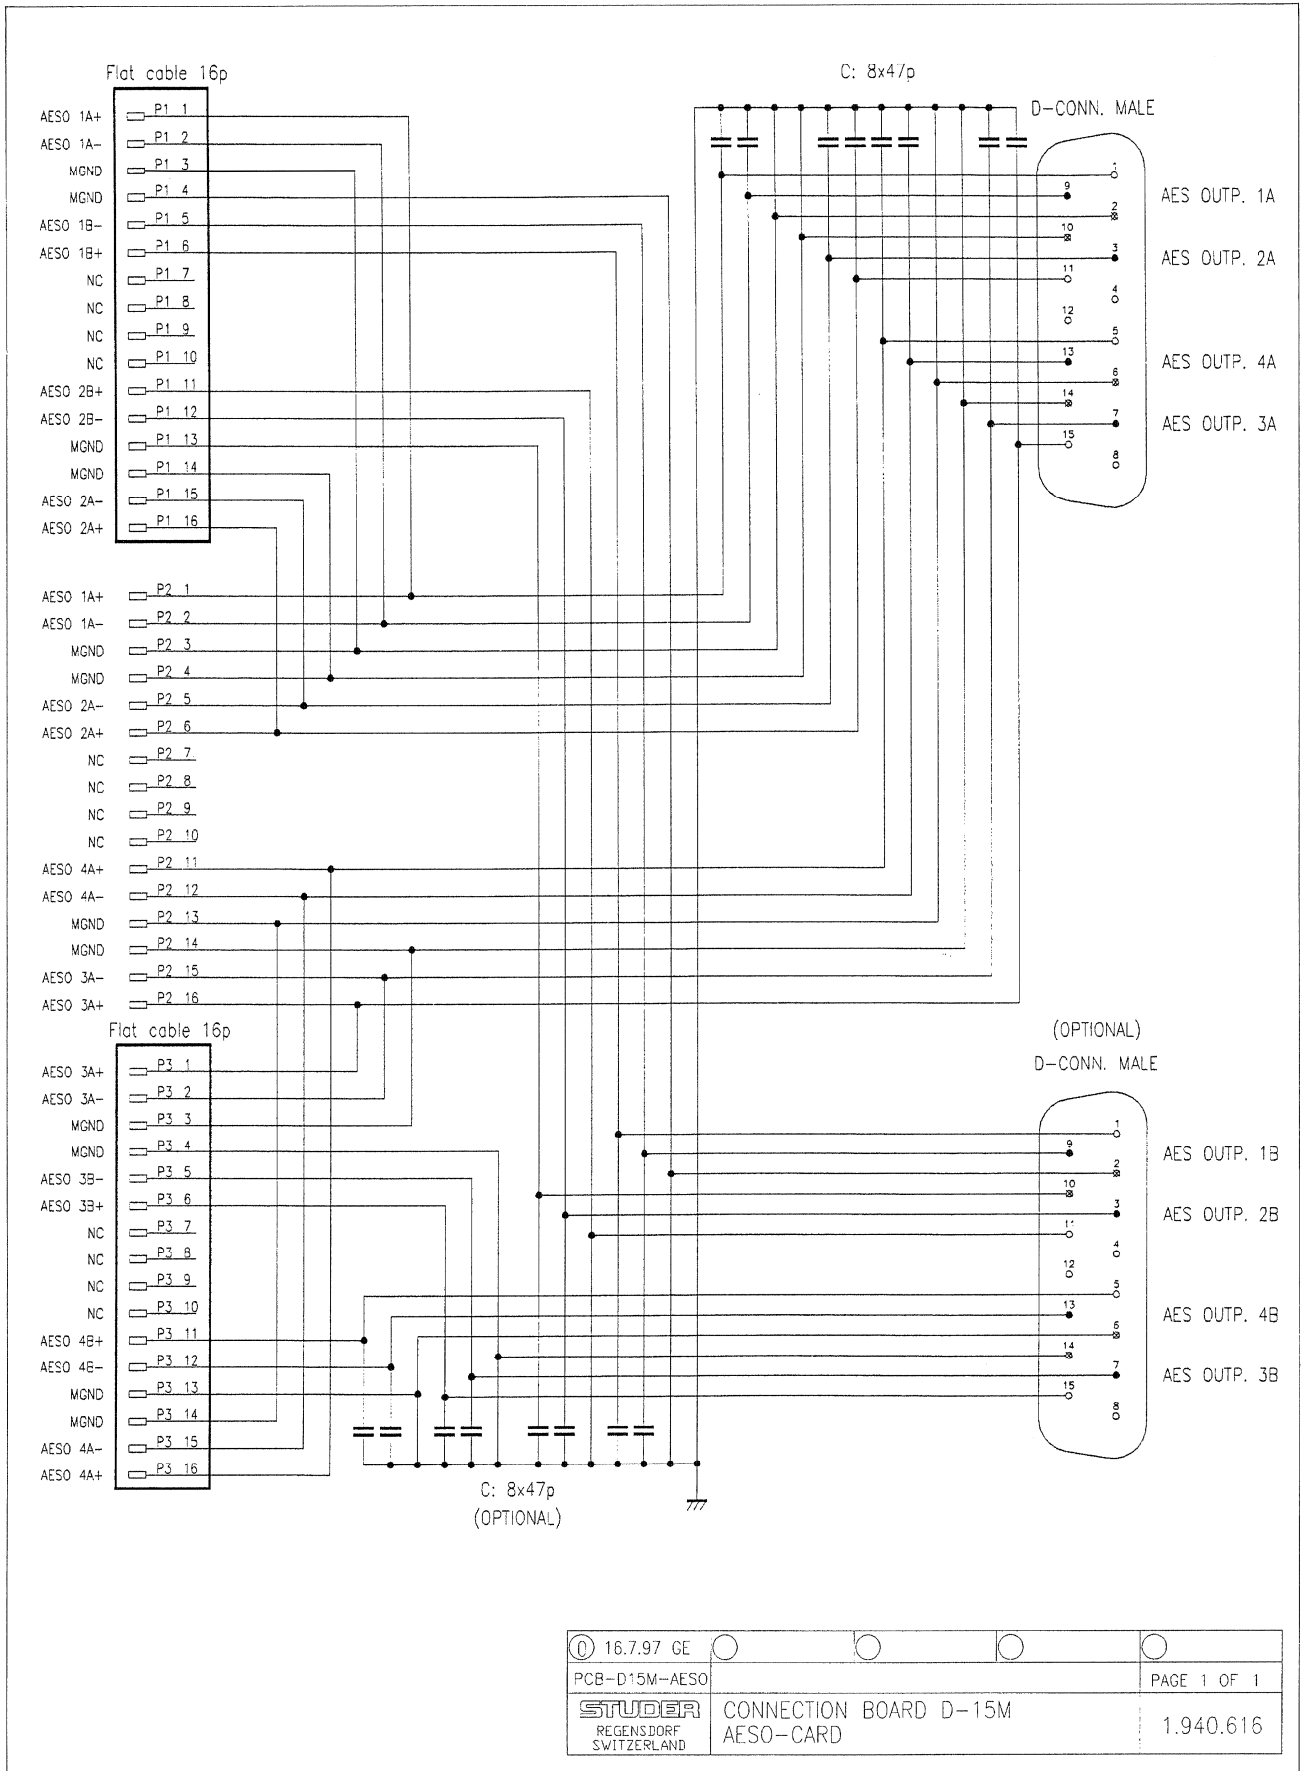 Flat cable 16p
AESO 1A+ P1 1
AESO 1A- P1 2
MGND P1 3
MGND P1 4
AESO 1B- P1 5
AESO 1B+ P1 6
NC P1 7
NC P1 8
NC P1 9
NC P1 10
AESO 2B+ P1 11
AESO 2B- P1 12
MGND P1 13
MGND P1 14
AESO 2A- P1 15
AESO 2A+ P1 16
AESO 1A+ P2 1
AESO 1A- P2 2
MGND P2 3
MGND P2 4
AESO 2A- P2 5
AESO 2A+ P2 6
NC P2 7
NC P2 8
NC P2 9
NC P2 10
AESO 4A+ P2 11
AESO 4A- P2 12
MGND P2 13
MGND P2 14
AESO 3A- P2 15
AESO 3A+ P2 16
Flat cable 16p
AESO 3A+ P3 1
AESO 3A- P3 2
MGND P3 3
MGND P3 4
AESO 3B- P3 5
AESO 3B+ P3 6
NC P3 7
NC P3 8
NC P3 9
NC P3 10
AESO 4B+ P3 11
AESO 4B- P3 12
MGND P3 13
MGND P3 14
AESO 4A- P3 15
AESO 4A+ P3 16
C: 8x47p
D-CONN. MALE
1
9 AES OUTP. 1A
2
10
3 AES OUTP. 2A
11
4
12
5
13 AES OUTP. 4A
6
14
7 AES OUTP. 3A
15
8
(OPTIONAL)
D-CONN. MALE
1
9 AES OUTP. 1B
2
10
3 AES OUTP. 2B
11
4
12
5
13 AES OUTP. 4B
6
14
7 AES OUTP. 3B
15
8
C: 8x47p
(OPTIONAL)
0 16.7.97 GE
PCB-D15M-AESO PAGE 1 OF 1
STUDER
REGENSDORF
SWITZERLAND
CONNECTION BOARD D-15M
AESO-CARD
1.940.616